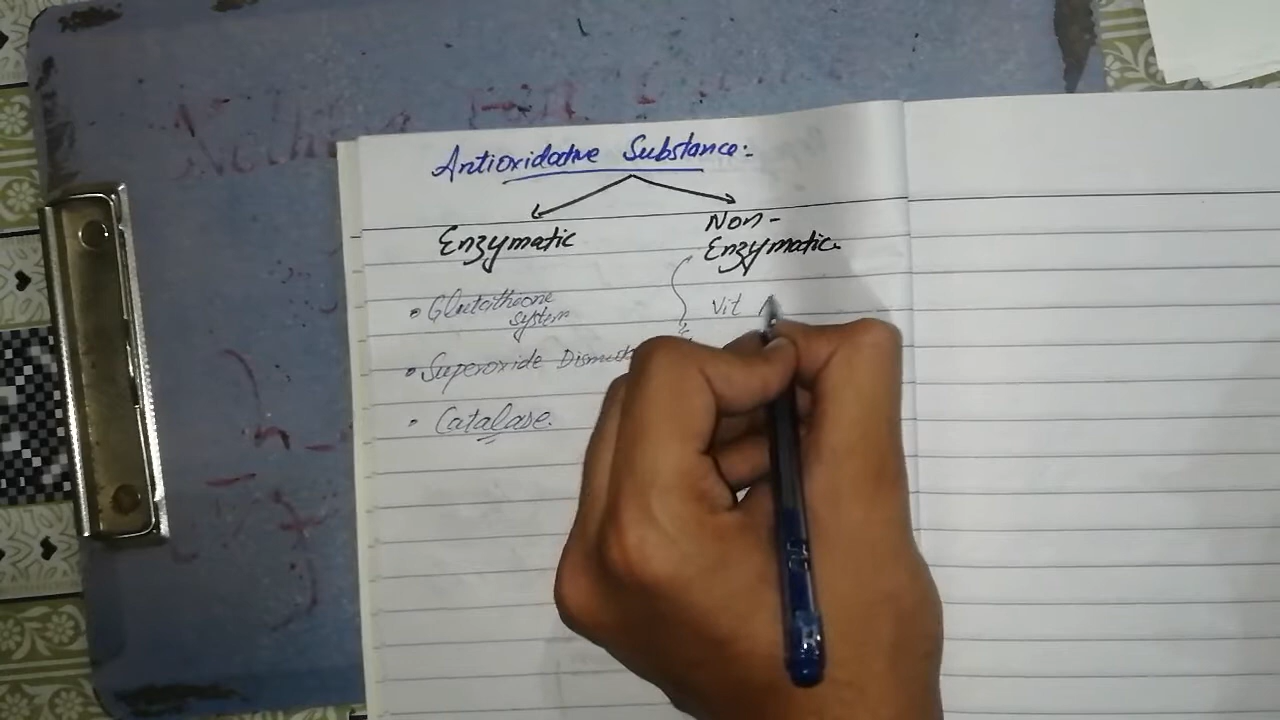 Antioxidative Substance:-
Enzymatic
Non-
Enzymatic
• Glutathione
system
• Superoxide
• Catalase.
Vit